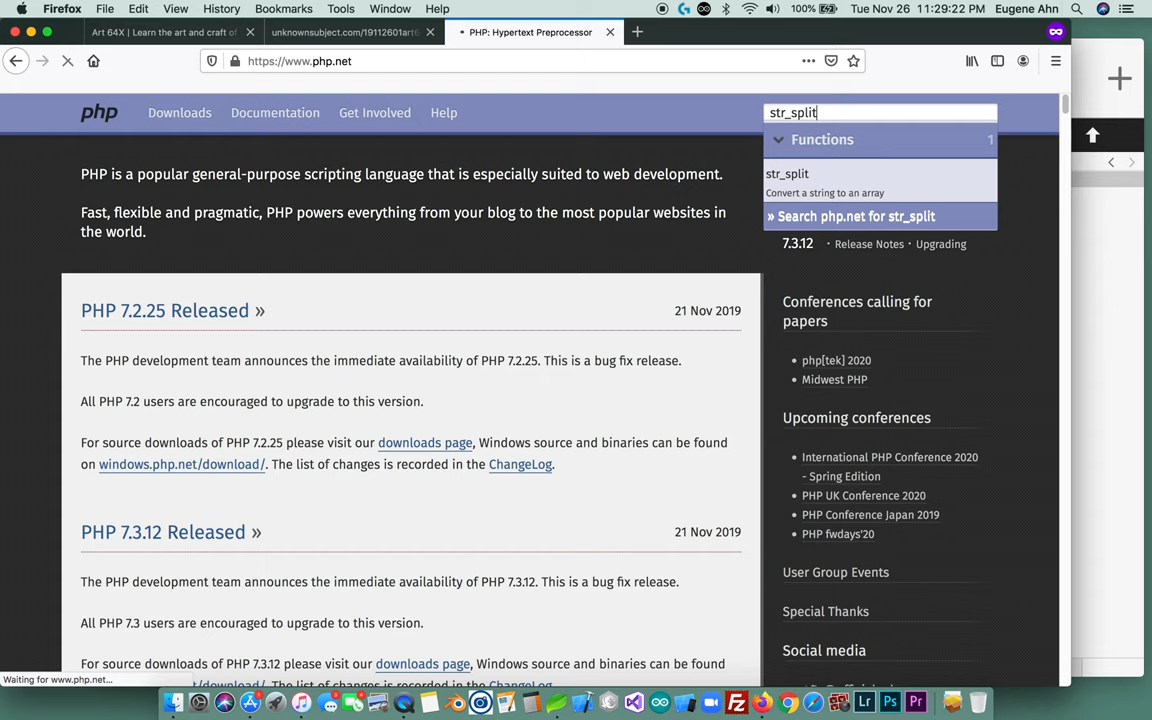 Firefox File Edit View History Bookmarks Tools Window Help 100% Tue Nov 26 11:29:22 PM Eugene Ahn
Art 64X | Learn the art and craft of
unknownsubject.com/19112601art6
PHP: Hypertext Preprocessor
https://www.php.net
php Downloads Documentation Get Involved Help
str_split
Functions 1
str_split
Convert a string to an array
» Search php.net for str_split
PHP is a popular general-purpose scripting language that is especially suited to web development.
Fast, flexible and pragmatic, PHP powers everything from your blog to the most popular websites in
the world.
7.3.12 · Release Notes · Upgrading
PHP 7.2.25 Released »
21 Nov 2019
The PHP development team announces the immediate availability of PHP 7.2.25. This is a bug fix release.
All PHP 7.2 users are encouraged to upgrade to this version.
For source downloads of PHP 7.2.25 please visit our downloads page, Windows source and binaries can be found
on windows.php.net/download/. The list of changes is recorded in the ChangeLog.
PHP 7.3.12 Released »
21 Nov 2019
The PHP development team announces the immediate availability of PHP 7.3.12. This is a bug fix release.
All PHP 7.3 users are encouraged to upgrade to this version.
For source downloads of PHP 7.3.12 please visit our downloads page, Windows source and binaries can be found
Conferences calling for
papers
• php[tek] 2020
• Midwest PHP
Upcoming conferences
• International PHP Conference 2020
- Spring Edition
• PHP UK Conference 2020
• PHP Conference Japan 2019
• PHP fwdays'20
User Group Events
Special Thanks
Social media
Waiting for www.php.net...
Lr Ps Pr